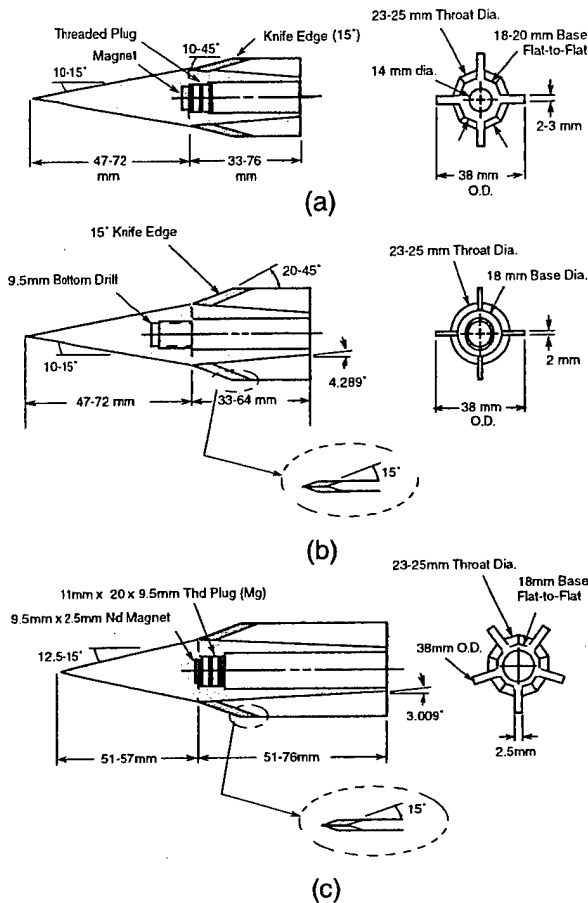 Threaded Plug
Magnet
10-45°
Knife Edge (15°)
10-15°
47-72
mm
33-76
mm
23-25 mm Throat Dia.
18-20 mm Base
Flat-to-Flat
14 mm dia.
2-3 mm
38 mm
O.D.
(a)
15° Knife Edge
9.5mm Bottom Drill
20-45°
10-15°
4.289°
47-72 mm
33-64 mm
15°
23-25 mm Throat Dia.
18 mm Base Dia.
2 mm
38 mm
O.D.
(b)
11mm x 20 x 9.5mm Thd Plug (Mg)
9.5mm x 2.5mm Nd Magnet
12.5-15°
3.009°
51-57mm
51-76mm
15°
23-25mm Throat Dia.
18mm Base
Flat-to-Flat
38mm O.D.
2.5mm
(c)